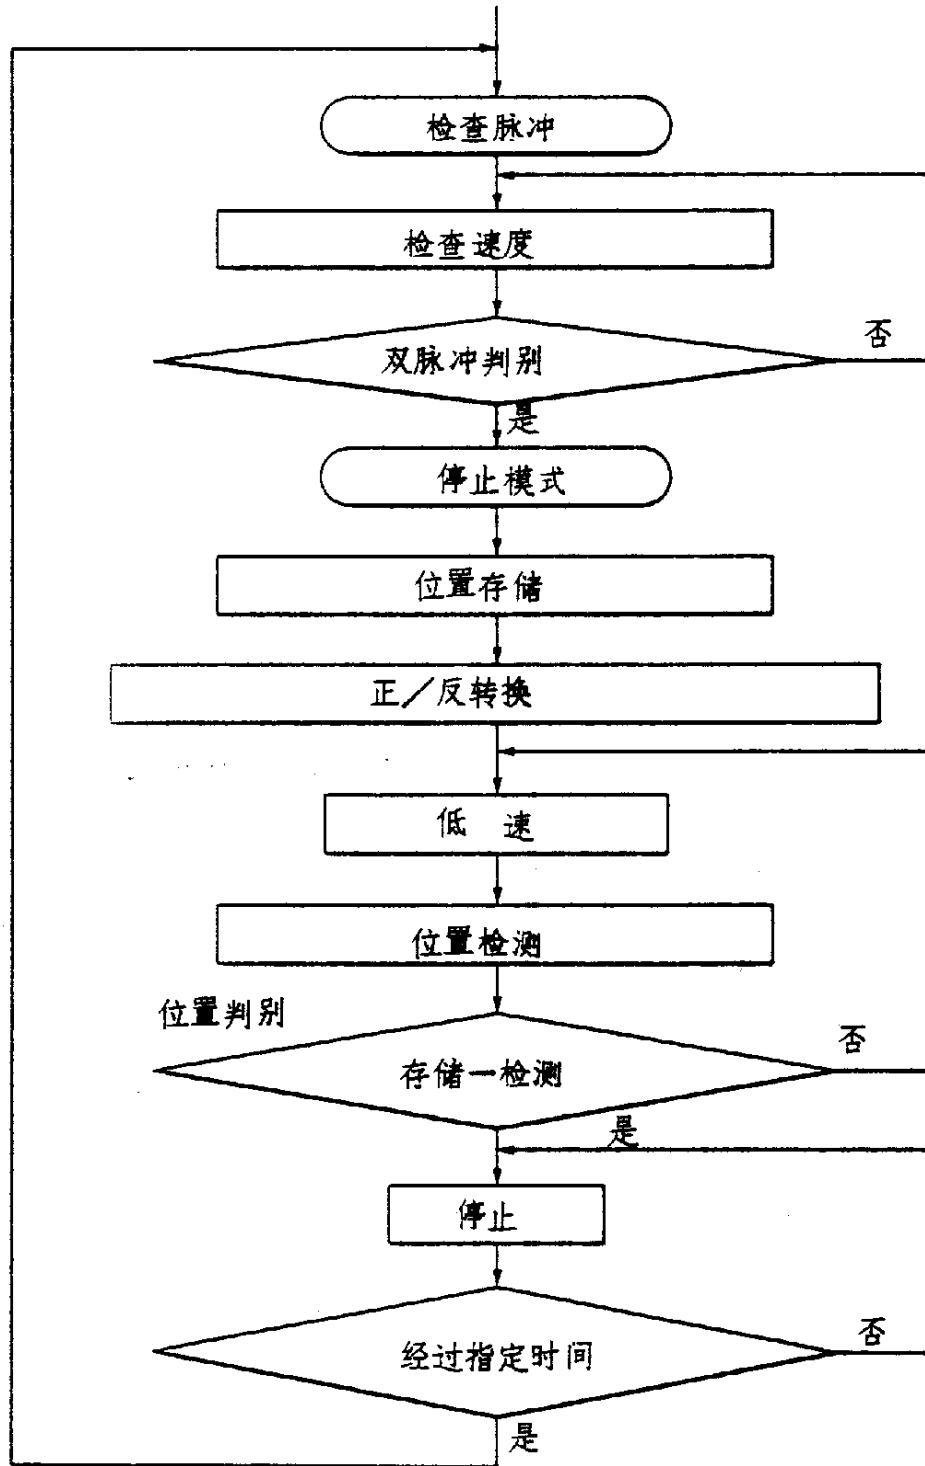 检查脉冲
检查速度
双脉冲判别
否
是
停止模式
位置存储
正／反转换
低 速
位置检测
位置判别
存储一检测
否
是
停止
经过指定时间
否
是